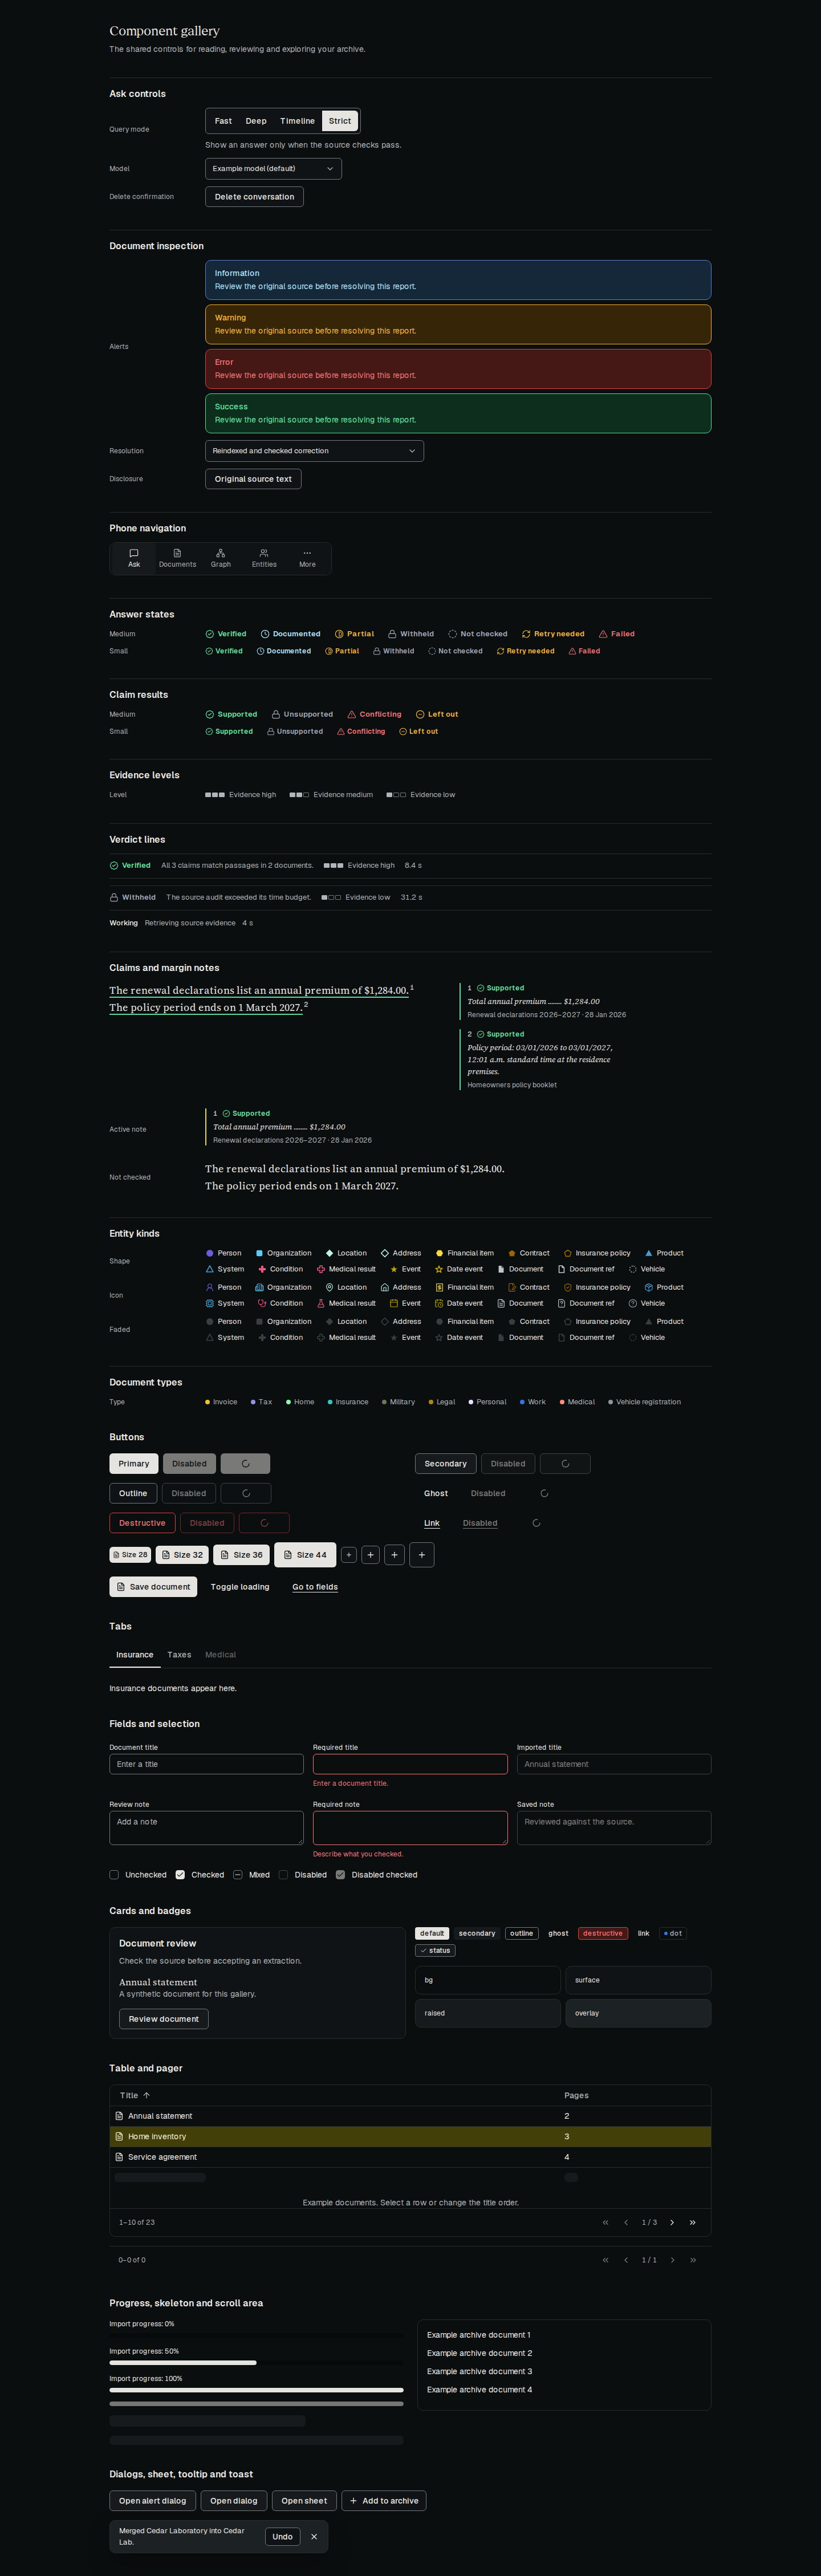 Component gallery
The shared controls for reading, reviewing and exploring your archive.
Ask controls
Query mode
Fast Deep Timeline Strict
Show an answer only when the source checks pass.
Model
Example model (default)
Delete confirmation
Delete conversation
Document inspection
Alerts
Information
Review the original source before resolving this report.
Warning
Review the original source before resolving this report.
Error
Review the original source before resolving this report.
Success
Review the original source before resolving this report.
Resolution
Reindexed and checked correction
Disclosure
Original source text
Phone navigation
Ask Documents Graph Entities More
Answer states
Medium Verified Documented Partial Withheld Not checked Retry needed Failed
Small Verified Documented Partial Withheld Not checked Retry needed Failed
Claim results
Medium Supported Unsupported Conflicting Left out
Small Supported Unsupported Conflicting Left out
Evidence levels
Level Evidence high Evidence medium Evidence low
Verdict lines
Verified All 3 claims match passages in 2 documents. Evidence high 8.4 s
Withheld The source audit exceeded its time budget. Evidence low 31.2 s
Working Retrieving source evidence 4 s
Claims and margin notes
The renewal declarations list an annual premium of $1,284.00.1
The policy period ends on 1 March 2027.2
1 Supported
Total annual premium ....... $1,284.00
Renewal declarations 2026–2027 · 28 Jan 2026
2 Supported
Policy period: 03/01/2026 to 03/01/2027,
12:01 a.m. standard time at the residence
premises.
Homeowners policy booklet
Active note
1 Supported
Total annual premium ....... $1,284.00
Renewal declarations 2026–2027 · 28 Jan 2026
Not checked
The renewal declarations list an annual premium of $1,284.00.
The policy period ends on 1 March 2027.
Entity kinds
Shape
Person Organization Location Address Financial item Contract Insurance policy Product
System Condition Medical result Event Date event Document Document ref Vehicle
Icon
Person Organization Location Address Financial item Contract Insurance policy Product
System Condition Medical result Event Date event Document Document ref Vehicle
Faded
Person Organization Location Address Financial item Contract Insurance policy Product
System Condition Medical result Event Date event Document Document ref Vehicle
Document types
Type Invoice Tax Home Insurance Military Legal Personal Work Medical Vehicle registration
Buttons
Primary Disabled
Secondary Disabled
Outline Disabled
Ghost Disabled
Destructive Disabled
Link Disabled
Size 28 Size 32 Size 36 Size 44
Save document Toggle loading Go to fields
Tabs
Insurance Taxes Medical
Insurance documents appear here.
Fields and selection
Document title Required title Imported title
Enter a title Annual statement
Enter a document title.
Review note Required note Saved note
Add a note Reviewed against the source.
Describe what you checked.
Unchecked Checked Mixed Disabled Disabled checked
Cards and badges
Document review
Check the source before accepting an extraction.
Annual statement
A synthetic document for this gallery.
Review document
default secondary outline ghost destructive link dot
status
bg surface
raised overlay
Table and pager
Title Pages
Annual statement 2
Home inventory 3
Service agreement 4
Example documents. Select a row or change the title order.
1–10 of 23 1 / 3
0–0 of 0 1 / 1
Progress, skeleton and scroll area
Import progress: 0%
Import progress: 50%
Import progress: 100%
Example archive document 1
Example archive document 2
Example archive document 3
Example archive document 4
Dialogs, sheet, tooltip and toast
Open alert dialog Open dialog Open sheet Add to archive
Merged Cedar Laboratory into Cedar
Lab.
Undo